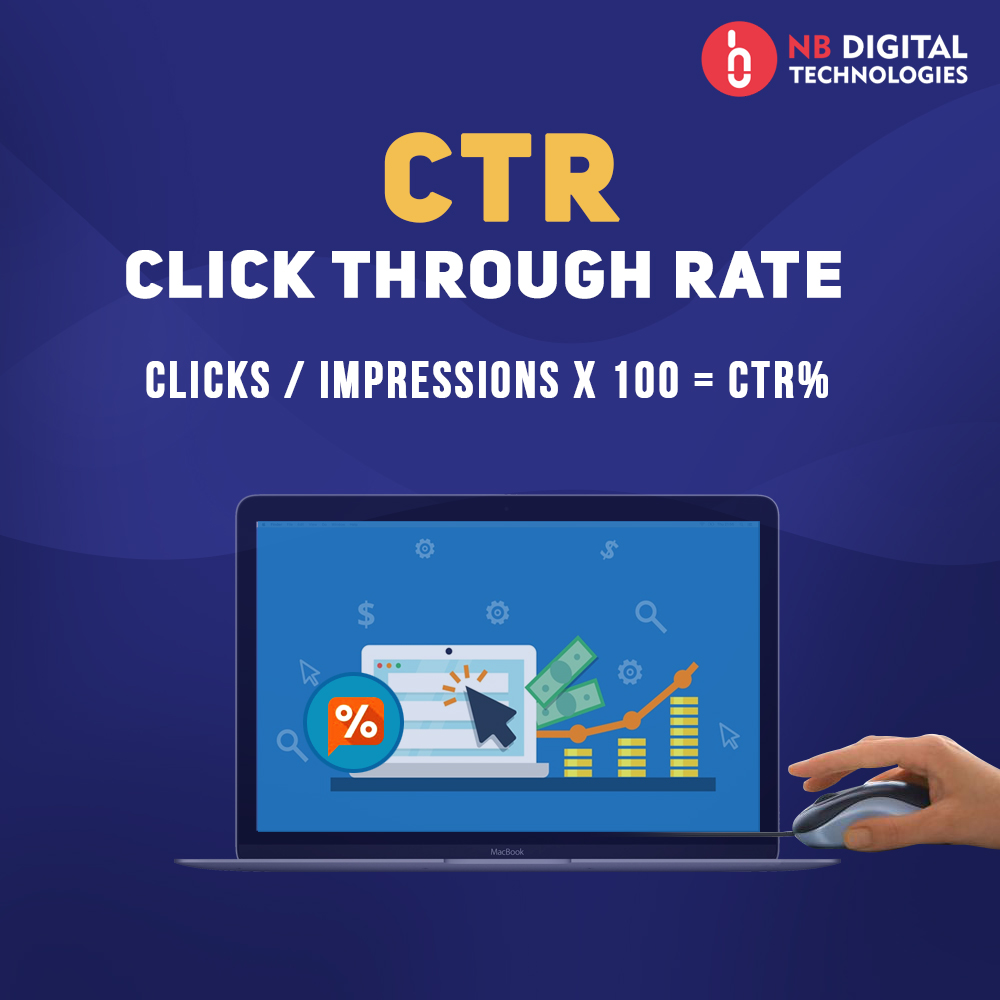 NB DIGITAL
TECHNOLOGIES
CTR
CLICK THROUGH RATE
CLICKS / IMPRESSIONS X 100 = CTR%
$
$
%
MacBook